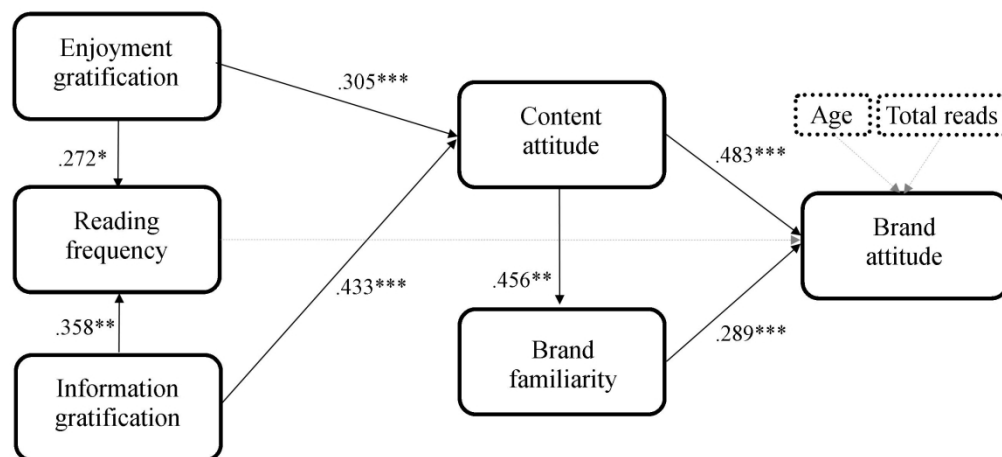 Enjoyment
gratification
.305***
.272*
Reading
frequency
.358**
Information
gratification
.433***
Content
attitude
.456**
Brand
familiarity
.483***
.289***
Age
Total reads
Brand
attitude